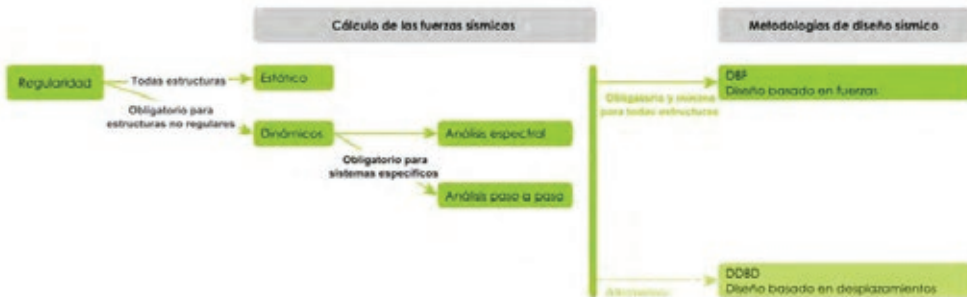 Cálculo de las fuerzas sísmicas
Metodologías de diseño sísmico
Regularidad
Todas estructuras
Estático
Obligatorio para
estructuras no regulares
Dinámicos
Análisis espectral
Obligatorio para
sistemas específicos
Análisis paso a paso
DBF
Diseño basado en fuerzas
Obligatorio y mínimo
para todas estructuras
DDBD
Diseño basado en desplazamientos